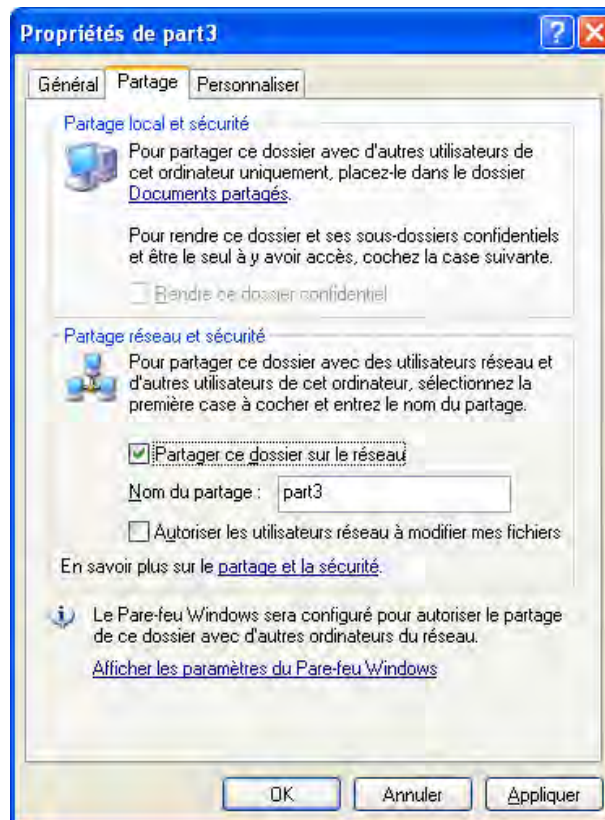 Propriétés de part3
Général Partage Personnaliser
Partage local et sécurité
Pour partager ce dossier avec d'autres utilisateurs de
cet ordinateur uniquement, placez-le dans le dossier
Documents partagés.
Pour rendre ce dossier et ses sous-dossiers confidentiels
et être le seul à y avoir accès, cochez la case suivante.
Rendre ce dossier confidentiel
Partage réseau et sécurité
Pour partager ce dossier avec des utilisateurs réseau et
d'autres utilisateurs de cet ordinateur, sélectionnez la
première case à cocher et entrez le nom du partage.
Partager ce dossier sur le réseau
Nom du partage : part3
Autoriser les utilisateurs réseau à modifier mes fichiers
En savoir plus sur le partage et la sécurité.
Le Pare-feu Windows sera configuré pour autoriser le partage
de ce dossier avec d'autres ordinateurs du réseau.
Afficher les paramètres du Pare-feu Windows
OK Annuler Appliquer